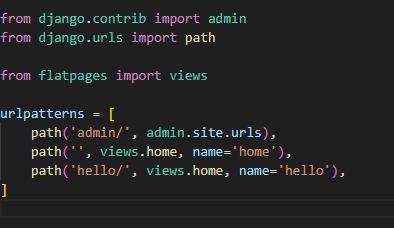 from django.contrib import admin
from django.urls import path
from flatpages import views
urlpatterns = [
    path('admin/', admin.site.urls),
    path('', views.home, name='home'),
    path('hello/', views.home, name='hello'),
]